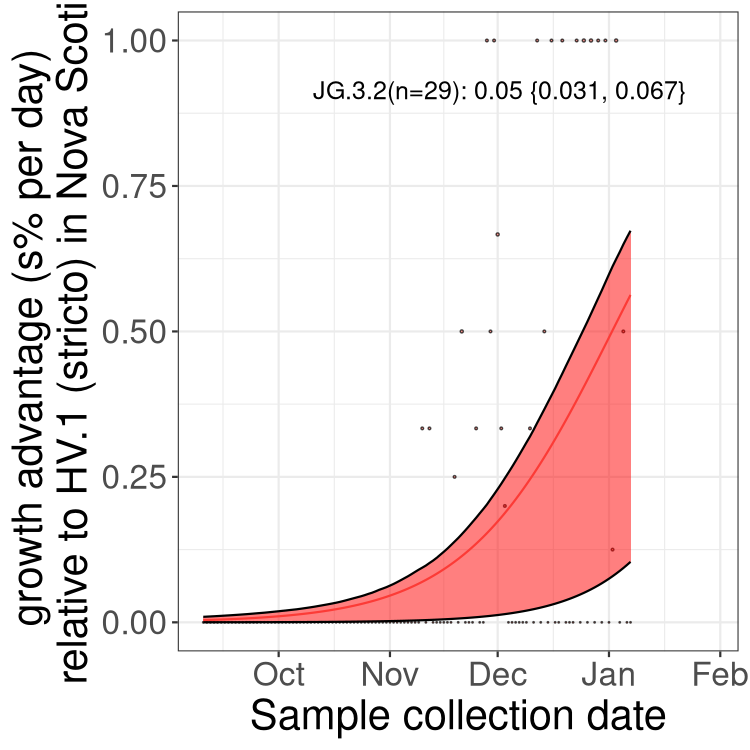 growth advantage (s% per day)
relative to HV.1 (stricto) in Nova Scoti
1.00
0.75
0.50
0.25
0.00
JG.3.2(n=29): 0.05 {0.031, 0.067}
Oct Nov Dec Jan Feb
Sample collection date